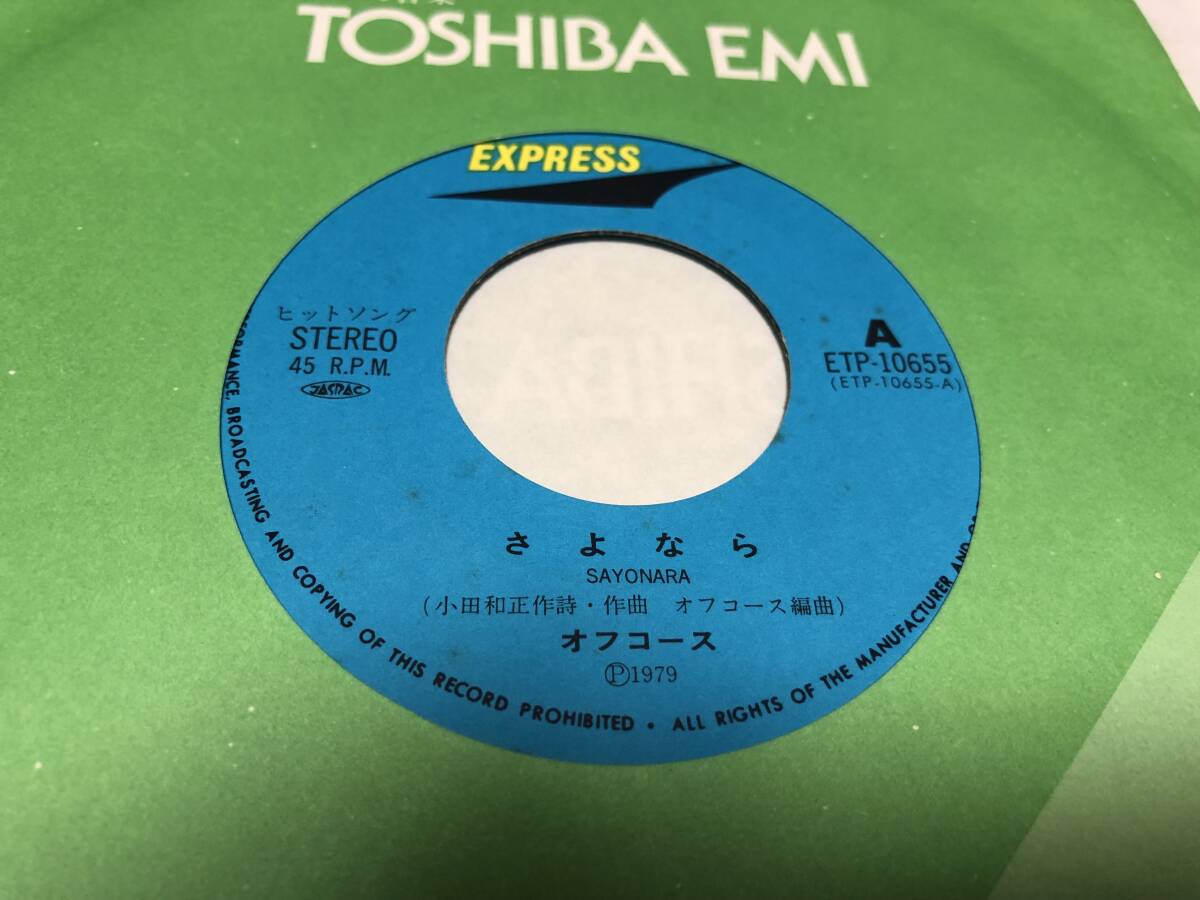 TOSHIBA EMI
EXPRESS
ヒットソング
STEREO
45 R.P.M.
JASRAC
A
ETP-10655
(ETP-10655-A)
さよなら
SAYONARA
(小田和正作詩・作曲 オフコース編曲)
オフコース
Ⓟ1979
BROADCASTING AND COPYING OF THIS RECORD PROHIBITED • ALL RIGHTS OF THE MANUFACTURER AND